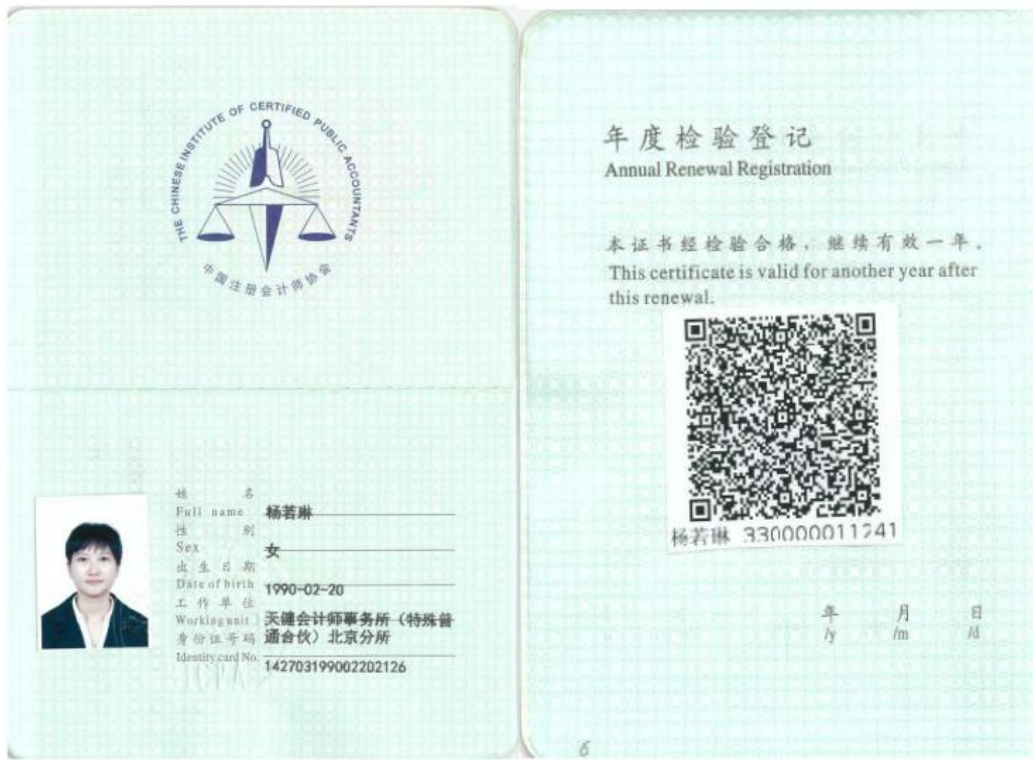 THE CHINESE INSTITUTE OF CERTIFIED PUBLIC ACCOUNTANTS
中国注册会计师协会
姓 名
Full name 杨若琳
性 别
Sex 女
出生日期
Date of birth 1990-02-20
工作单位
Working unit 天健会计师事务所（特殊普
通合伙）北京分所
身份证号码
Identity card No. 142703199002202126
年度检验登记
Annual Renewal Registration
本证书经检验合格，继续有效一年。
This certificate is valid for another year after
this renewal.
杨若琳 330000011241
年 月 日
/y /m /d
6